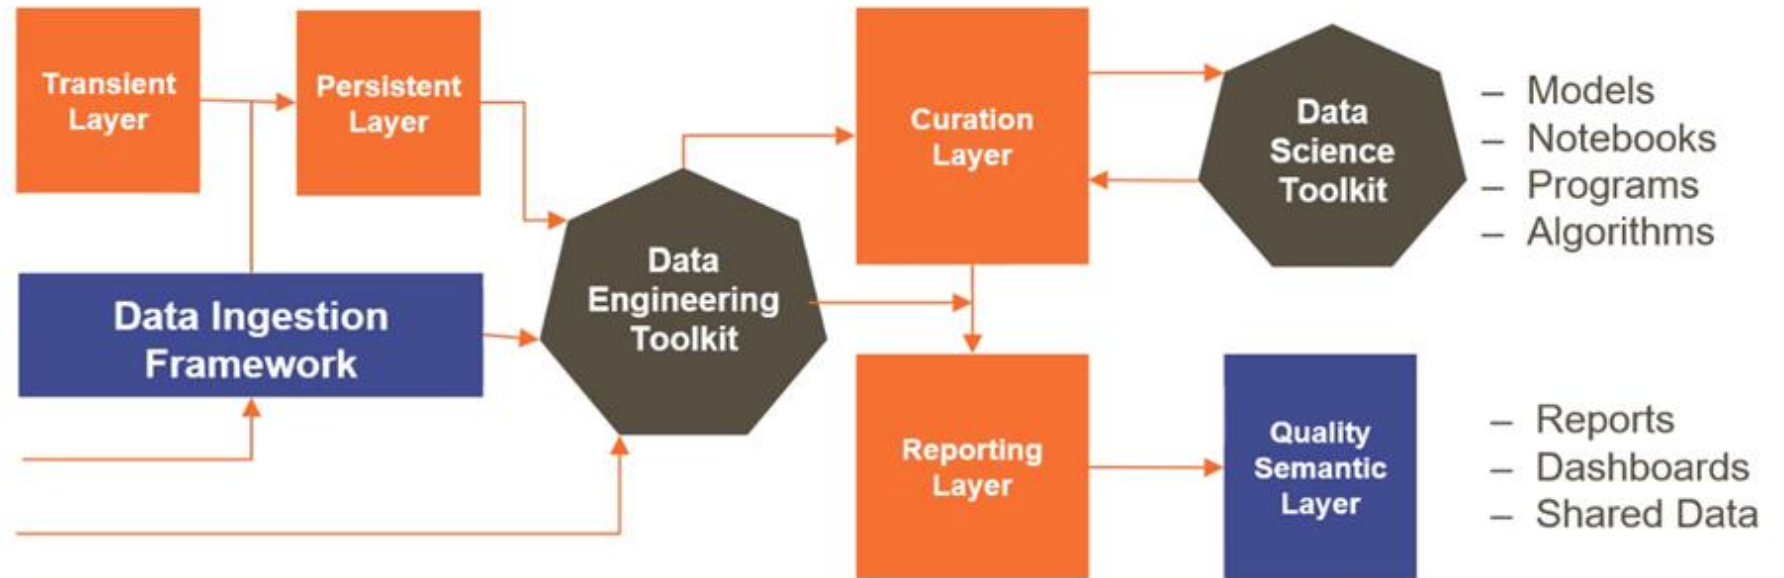 Transient
Layer
Persistent
Layer
Data Ingestion
Framework
Data
Engineering
Toolkit
Curation
Layer
Data
Science
Toolkit
– Models
– Notebooks
– Programs
– Algorithms
Reporting
Layer
Quality
Semantic
Layer
– Reports
– Dashboards
– Shared Data